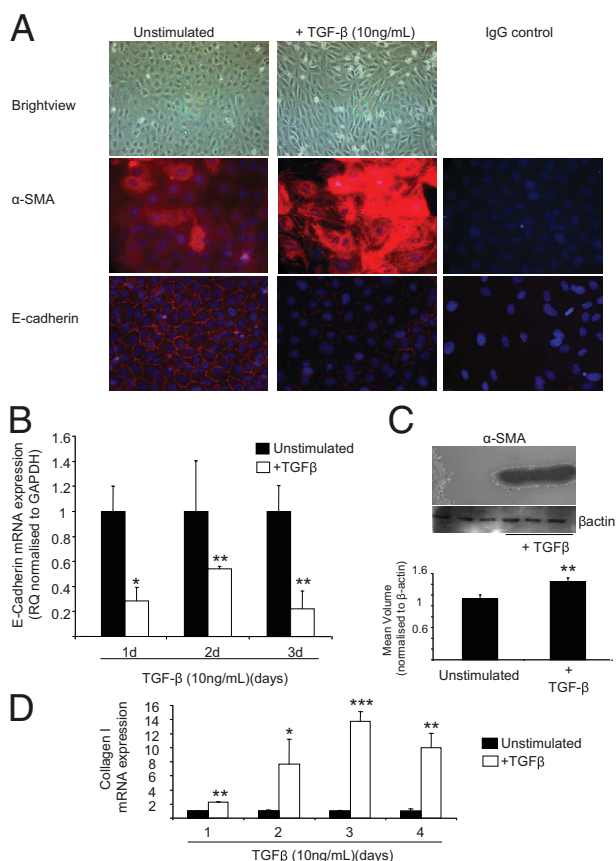 A
Unstimulated
+ TGF-β (10ng/mL)
IgG control
Brightview
α-SMA
E-cadherin
B
E-Cadherin mRNA expression
(RQ normalised to GAPDH)
1.6
1.4
1.2
1
0.8
0.6
0.4
0.2
Unstimulated
+TGFβ
*
**
**
1d
2d
3d
TGF-β (10ng/mL)(days)
C
α-SMA
βactin
+ TGFβ
Mean Volume
(normalised to β-actin)
1.6
1
0.6
**
Unstimulated
+
TGF-β
D
Collagen I
mRNA expression
16
14
12
10
8
6
4
2
**
*
***
**
Unstimulated
+TGFβ
1
2
3
4
TGFβ (10ng/mL)(days)